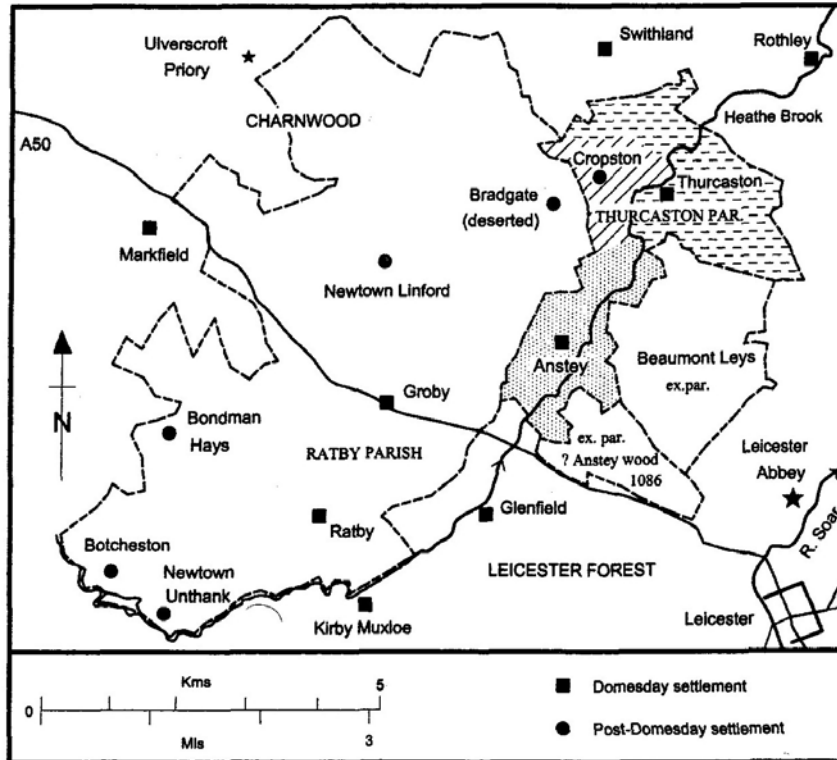 Ulverscroft
Priory
Swithland
Rothley
CHARNWOOD
Heathe Brook
A50
Cropston
Thurcaston
Bradgate
(deserted)
THURCASTON PAR.
Markfield
Newtown Linford
N
Anstey
Beaumont Leys
ex.par.
Groby
Bondman
Hays
RATBY PARISH
ex. par.
? Anstey wood
1086
Leicester
Abbey
Ratby
Glenfield
R. Soar
Botcheston
Newtown
Unthank
LEICESTER FOREST
Kirby Muxloe
Leicester
Kms
5
0
Mls
3
Domesday settlement
Post-Domesday settlement